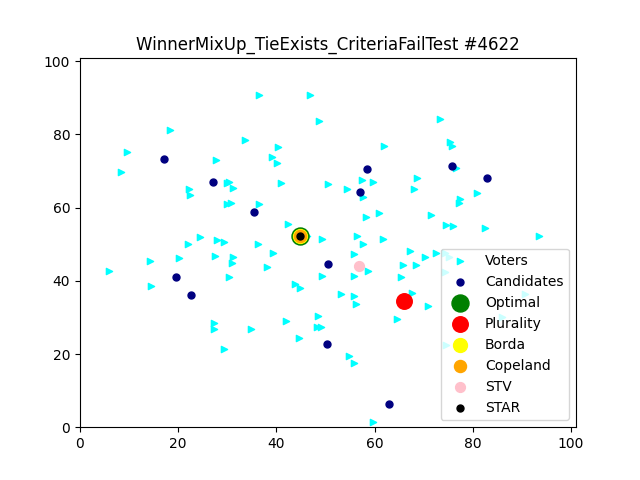 WinnerMixUp_TieExists_CriteriaFailTest #4622
100
80
60
40
20
0
0 20 40 60 80 100
Voters
Candidates
Optimal
Plurality
Borda
Copeland
STV
STAR